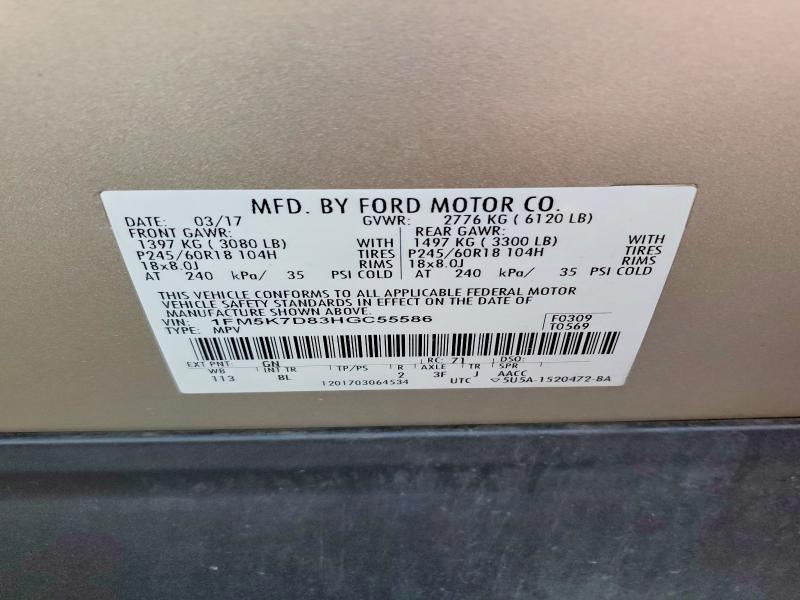 MFD. BY FORD MOTOR CO.
DATE: 03/17 GVWR: 2776 KG ( 6120 LB)
FRONT GAWR: REAR GAWR:
1397 KG ( 3080 LB) WITH 1497 KG ( 3300 LB) WITH
P245/60R18 104H TIRES P245/60R18 104H TIRES
18x8.0J RIMS 18x8.0J RIMS
AT 240 kPa/ 35 PSI COLD AT 240 kPa/ 35 PSI COLD
THIS VEHICLE CONFORMS TO ALL APPLICABLE FEDERAL MOTOR
VEHICLE SAFETY STANDARDS IN EFFECT ON THE DATE OF
MANUFACTURE SHOWN ABOVE.
VIN: 1FM5K7D83HGC55586 F0309
TYPE: MPV T0569
EXT PNT: GN RC: 71 DSO:
WB INT TR TP/PS R AXLE TR SPR
113 8L 2 3F J AACC
1201703064534 UTC 5U5A-1520472-BA